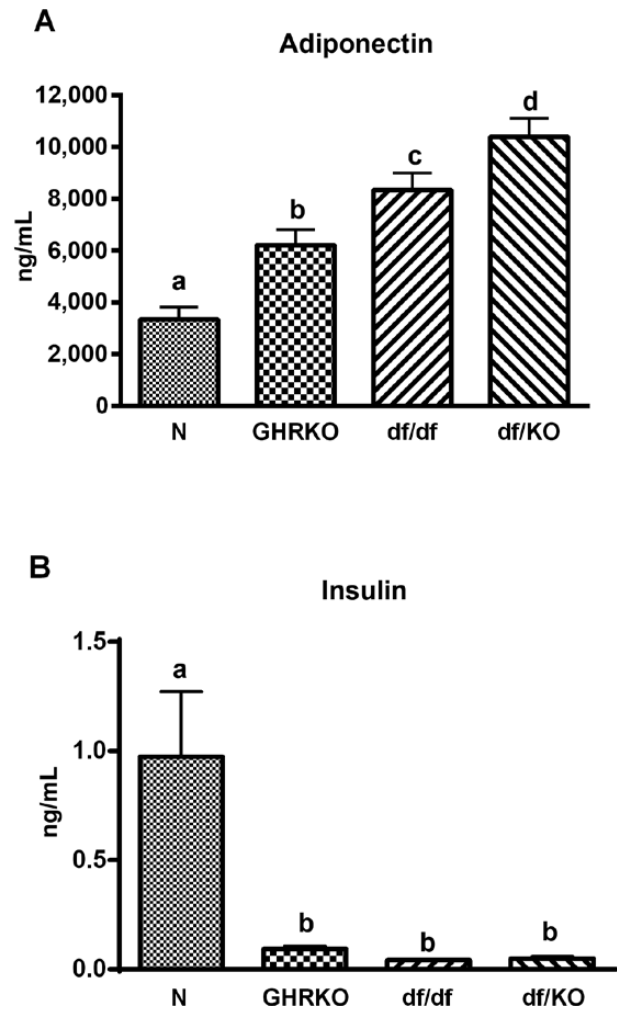 A
Adiponectin
12,000
10,000
8,000
6,000
4,000
2,000
0
ng/mL
a
b
c
d
N GHRKO df/df df/KO
B
Insulin
1.5
1.0
0.5
0.0
ng/mL
a
b
b
b
N GHRKO df/df df/KO